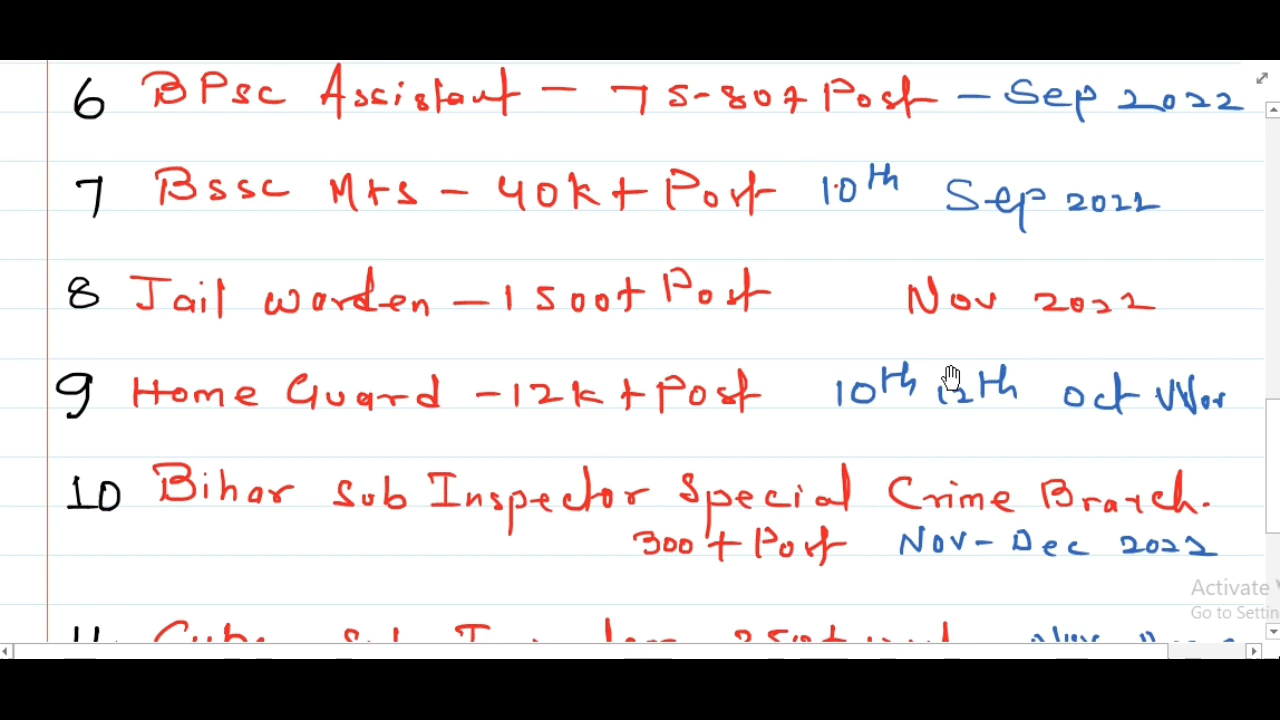 6 BPsc Assistant - 75-80+ Post - Sep 2022
7 Bssc Mts - 40K+ Post 10th Sep 2022
8 Jail warden - 1500+ Post Nov 2022
9 Home Guard - 12K+ Post 10th 12th Oct Nov
10 Bihar Sub Inspector Special Crime Branch.
300+ Post Nov-Dec 2022
Activate
Go to Settin